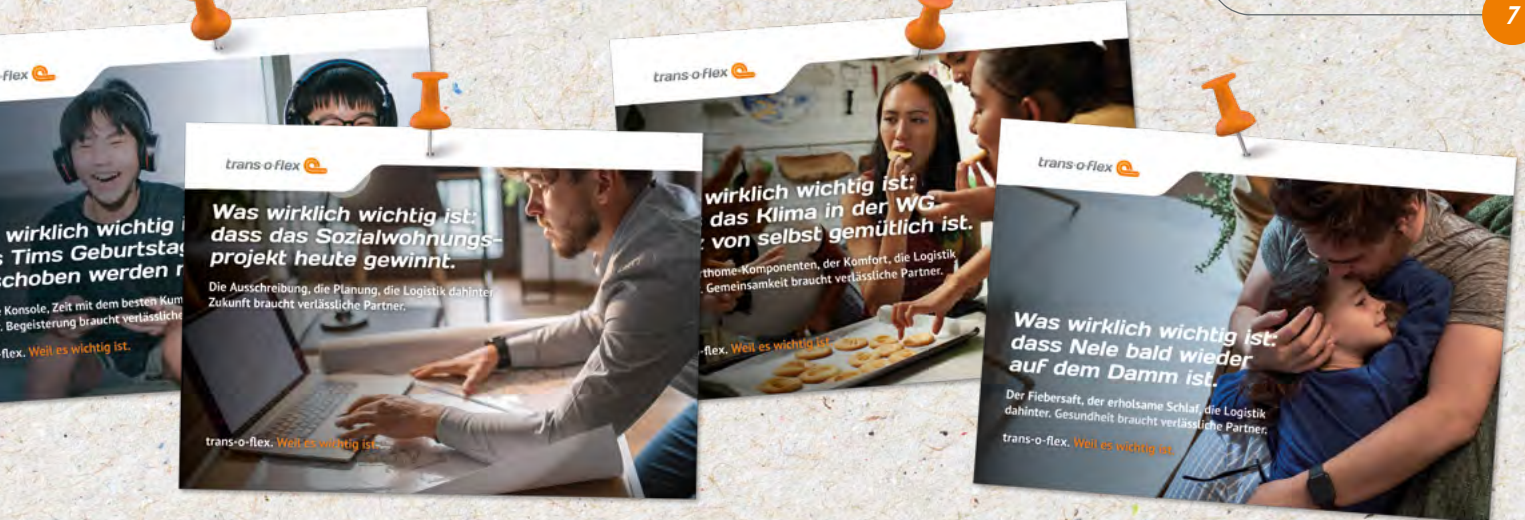 7
-flex
wirklich wichtig
Tims Geburtstag
schoben werden
Konsole, Zeit mit dem besten Kum
. Begeisterung braucht verlässliche
-flex. Weil es wichtig ist.
trans-o-flex
Was wirklich wichtig ist:
dass das Sozialwohnungs-
projekt heute gewinnt.
Die Ausschreibung, die Planung, die Logistik dahinter.
Zukunft braucht verlässliche Partner.
trans-o-flex. Weil es wichtig ist.
trans-o-flex
wirklich wichtig ist:
das Klima in der WG
von selbst gemütlich ist.
rthome-Komponenten, der Komfort, die Logistik
. Gemeinsamkeit braucht verlässliche Partner.
-flex. Weil es wichtig ist.
trans-o-flex
Was wirklich wichtig ist:
dass Nele bald wieder
auf dem Damm ist.
Der Fiebersaft, der erholsame Schlaf, die Logistik
dahinter. Gesundheit braucht verlässliche Partner.
trans-o-flex. Weil es wichtig ist.